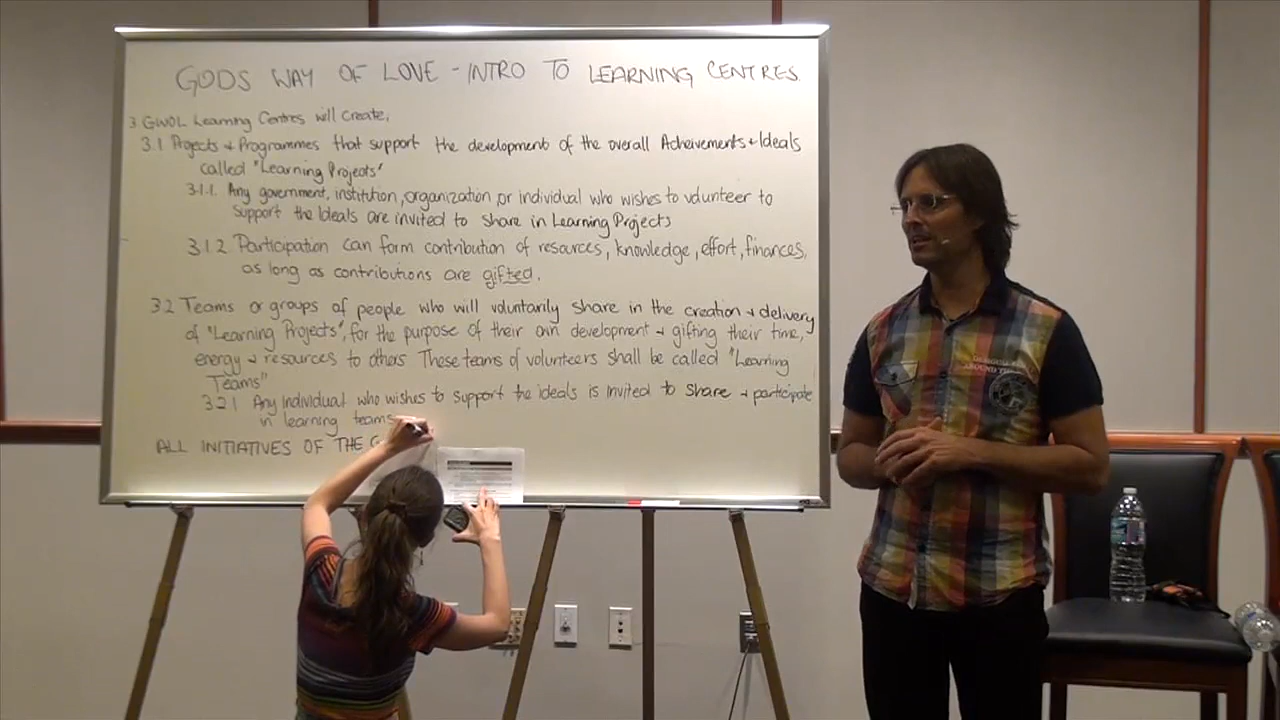 GODS WAY OF LOVE - INTRO TO LEARNING CENTRES
3 GWOL Learning Centres will create,
3.1 Projects + Programmes that support the development of the overall Acheivements + Ideals
called "Learning Projects"
3.1.1. Any government, institution, organization, or individual who wishes to volunteer to
support the Ideals are invited to share in Learning Projects
3.1.2 Participation can form contribution of resources, knowledge, effort, finances,
as long as contributions are gifted.
3.2 Teams or groups of people who will voluntarily share in the creation + delivery
of "Learning Projects", for the purpose of their own development + gifting their time,
energy + resources to others These teams of volunteers shall be called "Learning
Teams"
3.2.1 Any individual who wishes to support the ideals is invited to share + participate
in learning teams
ALL INITIATIVES OF THE G